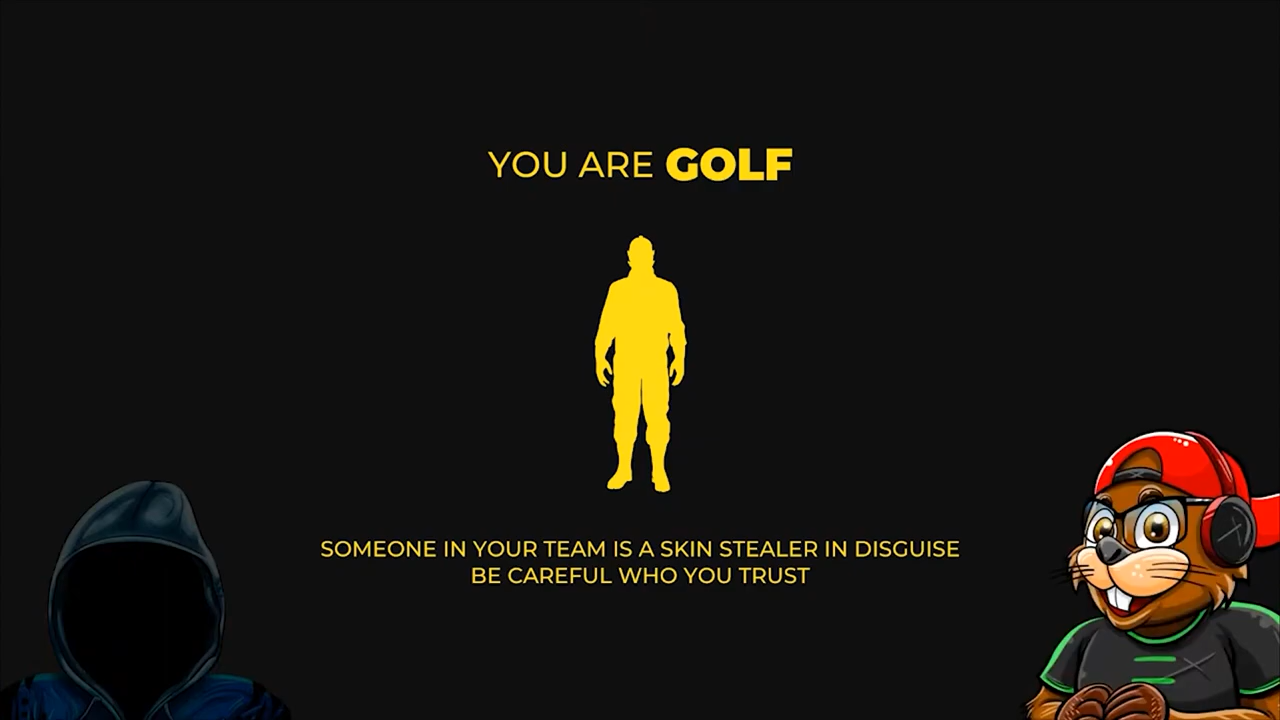 YOU ARE GOLF
SOMEONE IN YOUR TEAM IS A SKIN STEALER IN DISGUISE
BE CAREFUL WHO YOU TRUST